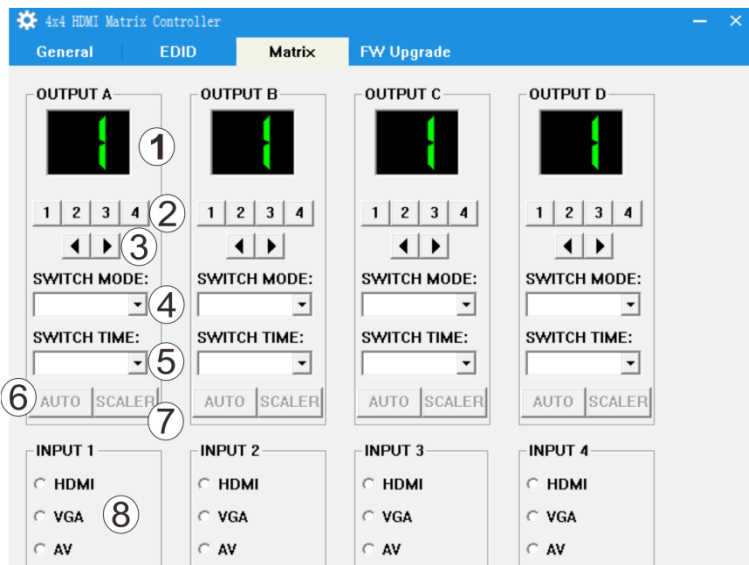 4x4 HDMI Matrix Controller
General EDID Matrix FW Upgrade
OUTPUT A OUTPUT B OUTPUT C OUTPUT D
1 1 1 1
1
1 2 3 4 2 1 2 3 4 1 2 3 4 1 2 3 4
3
SWITCH MODE: SWITCH MODE: SWITCH MODE: SWITCH MODE:
4
SWITCH TIME: SWITCH TIME: SWITCH TIME: SWITCH TIME:
5
6 AUTO SCALER AUTO SCALER AUTO SCALER AUTO SCALER
7
INPUT 1 INPUT 2 INPUT 3 INPUT 4
HDMI HDMI HDMI HDMI
VGA 8 VGA VGA VGA
AV AV AV AV